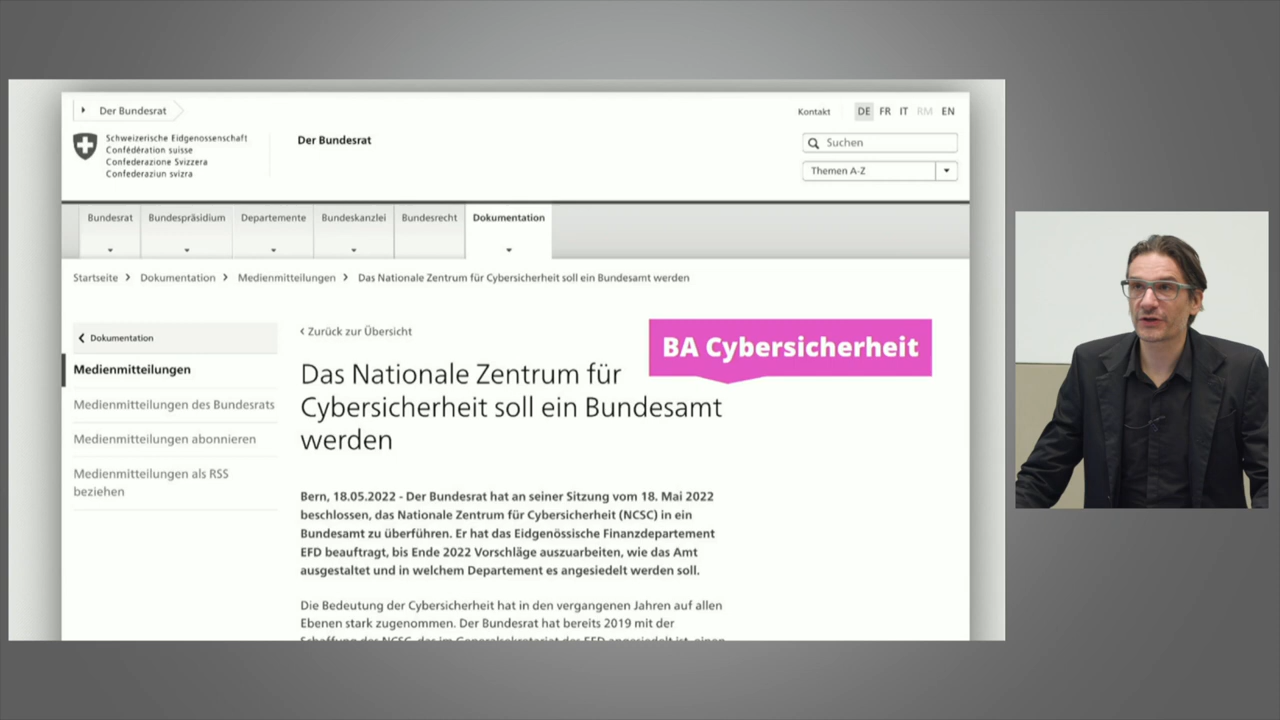 Der Bundesrat
Kontakt DE FR IT RM EN
Schweizerische Eidgenossenschaft
Confédération suisse
Confederazione Svizzera
Confederaziun svizra
Der Bundesrat
Suchen
Themen A-Z
Bundesrat Bundespräsidium Departemente Bundeskanzlei Bundesrecht Dokumentation
Startseite Dokumentation Medienmitteilungen Das Nationale Zentrum für Cybersicherheit soll ein Bundesamt werden
Dokumentation
Medienmitteilungen
Medienmitteilungen des Bundesrats
Medienmitteilungen abonnieren
Medienmitteilungen als RSS
beziehen
‹ Zurück zur Übersicht
BA Cybersicherheit
Das Nationale Zentrum für
Cybersicherheit soll ein Bundesamt
werden
Bern, 18.05.2022 - Der Bundesrat hat an seiner Sitzung vom 18. Mai 2022
beschlossen, das Nationale Zentrum für Cybersicherheit (NCSC) in ein
Bundesamt zu überführen. Er hat das Eidgenössische Finanzdepartement
EFD beauftragt, bis Ende 2022 Vorschläge auszuarbeiten, wie das Amt
ausgestaltet und in welchem Departement es angesiedelt werden soll.
Die Bedeutung der Cybersicherheit hat in den vergangenen Jahren auf allen
Ebenen stark zugenommen. Der Bundesrat hat bereits 2019 mit der